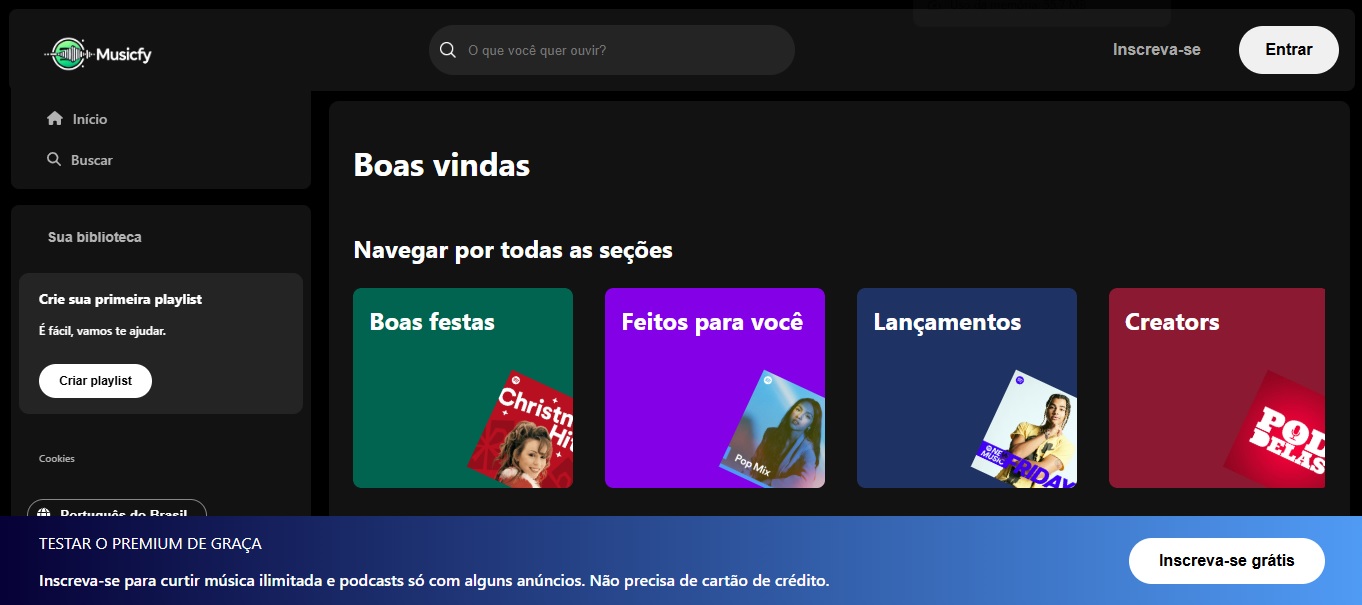 Musicfy
O que você quer ouvir?
Inscreva-se
Entrar
Início
Buscar
Sua biblioteca
Crie sua primeira playlist
É fácil, vamos te ajudar.
Criar playlist
Cookies
Português do Brasil
Boas vindas
Navegar por todas as seções
Boas festas
Christm
Hit
Feitos para você
Pop Mix
Lançamentos
NE
MUSIC
FRIDAY
Creators
POD
DELAS
TESTAR O PREMIUM DE GRAÇA
Inscreva-se para curtir música ilimitada e podcasts só com alguns anúncios. Não precisa de cartão de crédito.
Inscreva-se grátis